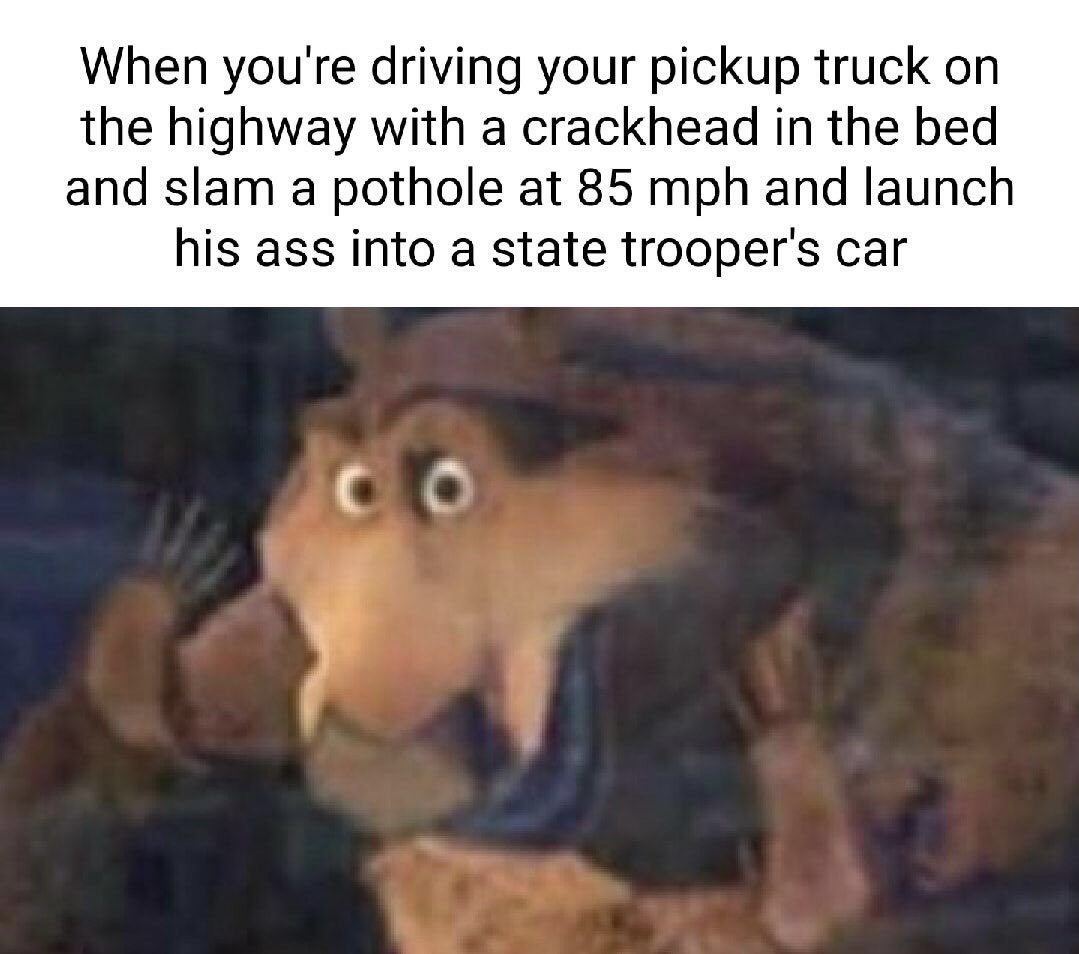 When you're driving your pickup truck on
the highway with a crackhead in the bed
and slam a pothole at 85 mph and launch
his ass into a state trooper's car